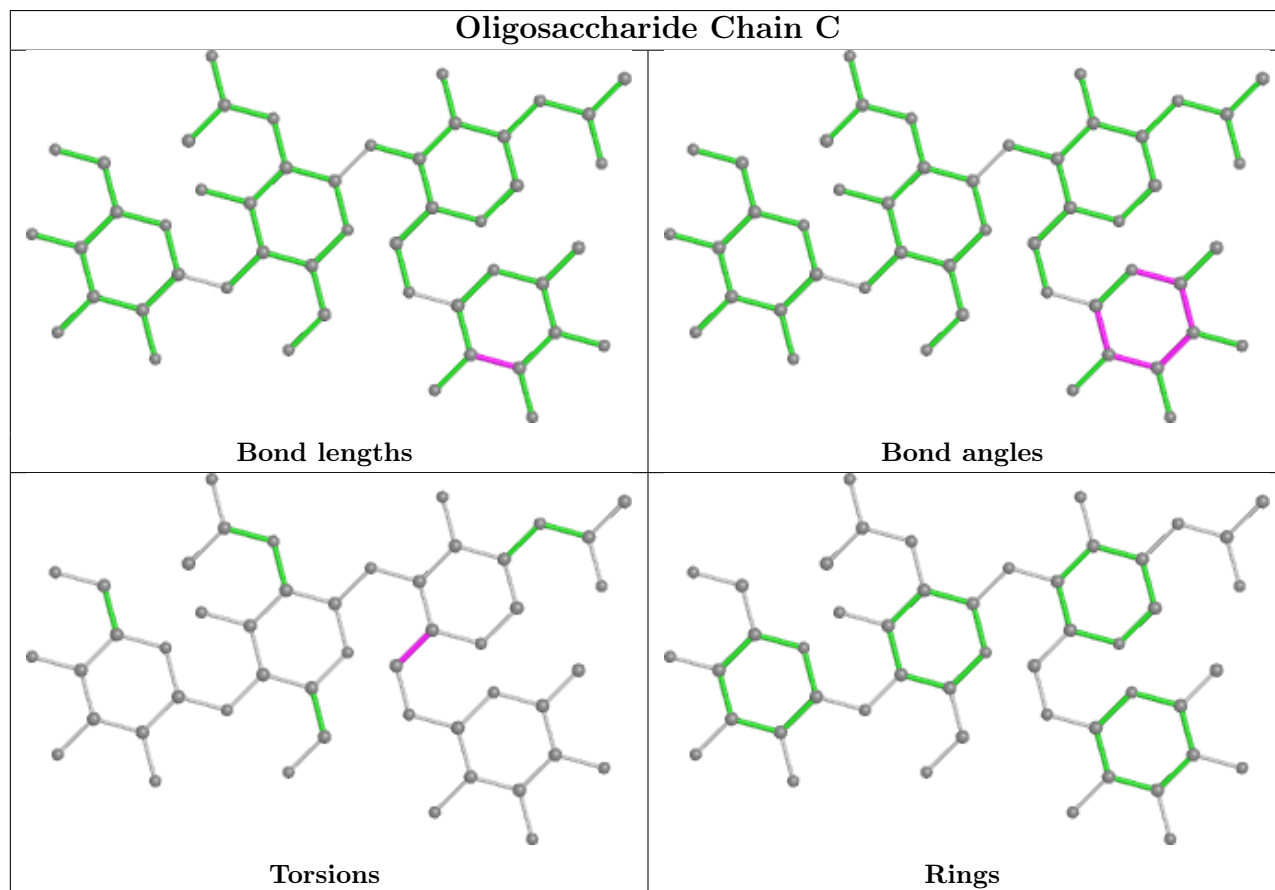 Oligosaccharide Chain C
Bond lengths
Bond angles
Torsions
Rings